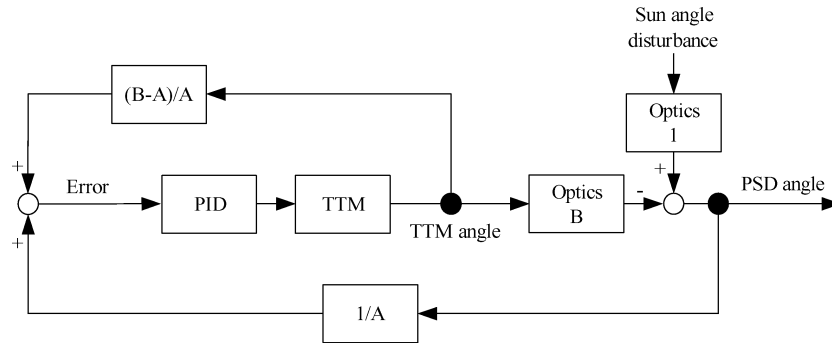 Sun angle
disturbance
(B-A)/A
Optics
1
+
+
Error
PID
TTM
TTM angle
Optics
B
-
PSD angle
+
1/A